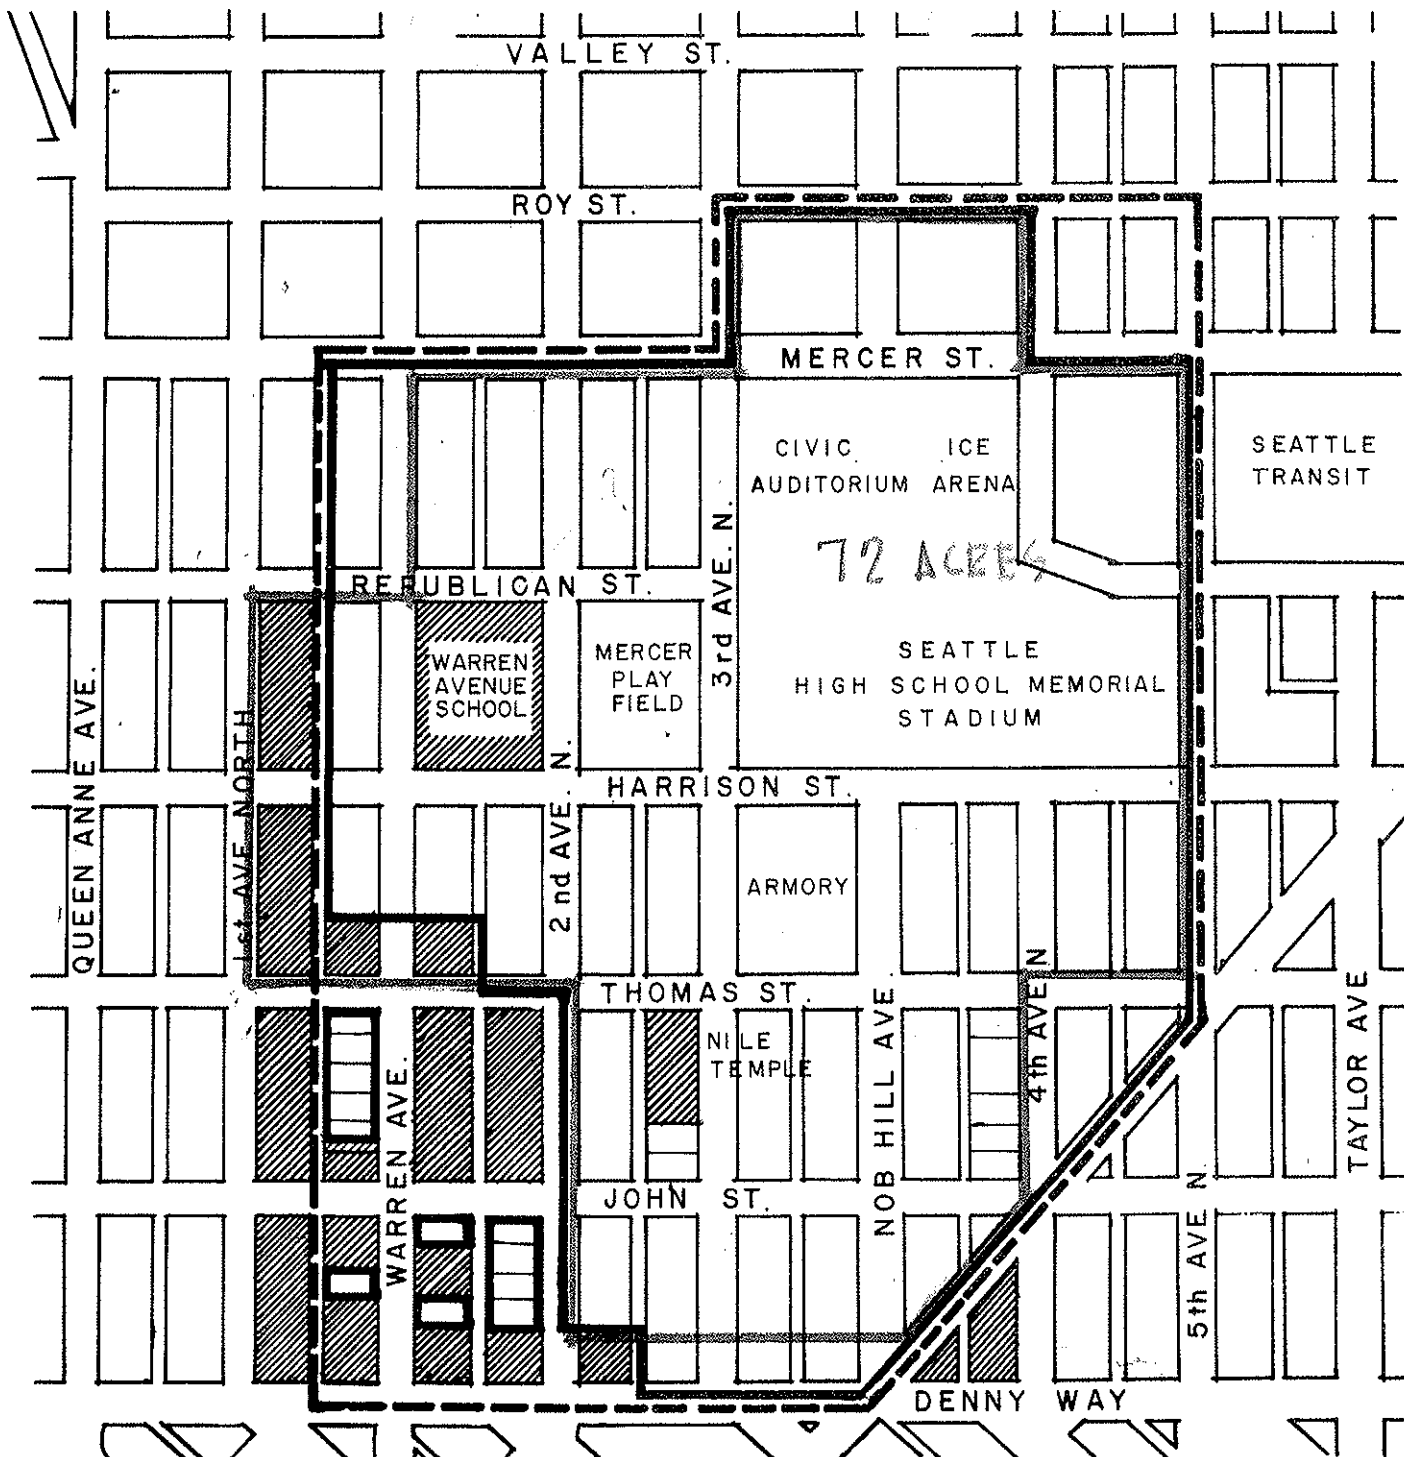 VALLEY ST.
ROY ST.
MERCER ST.
CIVIC ICE
AUDITORIUM ARENA
SEATTLE
TRANSIT
72 ACRES
3rd AVE. N.
REPUBLICAN ST.
WARREN
AVENUE
SCHOOL
MERCER
PLAY
FIELD
SEATTLE
HIGH SCHOOL MEMORIAL
STADIUM
QUEEN ANNE AVE.
1st AVE NORTH
2nd AVE. N.
HARRISON ST.
ARMORY
THOMAS ST.
NILE
TEMPLE
WARREN AVE.
NOB HILL AVE.
4th AVE N
TAYLOR AVE
JOHN ST.
5th AVE N.
DENNY WAY